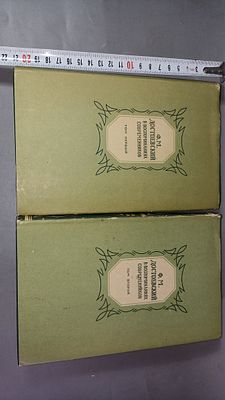 Ф. М.
ДОСТОЕВСКИЙ
В ВОСПОМИНАНИЯХ
СОВРЕМЕННИКОВ
ТОМ ПЕРВЫЙ
Ф. М.
ДОСТОЕВСКИЙ
В ВОСПОМИНАНИЯХ
СОВРЕМЕННИКОВ
ТОМ ВТОРОЙ